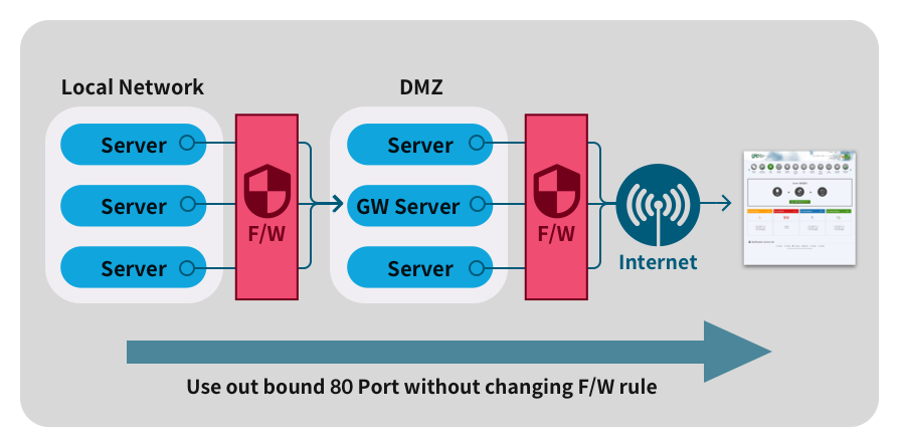 Local Network
DMZ
Server
Server
Server
F/W
Server
GW Server
Server
F/W
Internet
Use out bound 80 Port without changing F/W rule